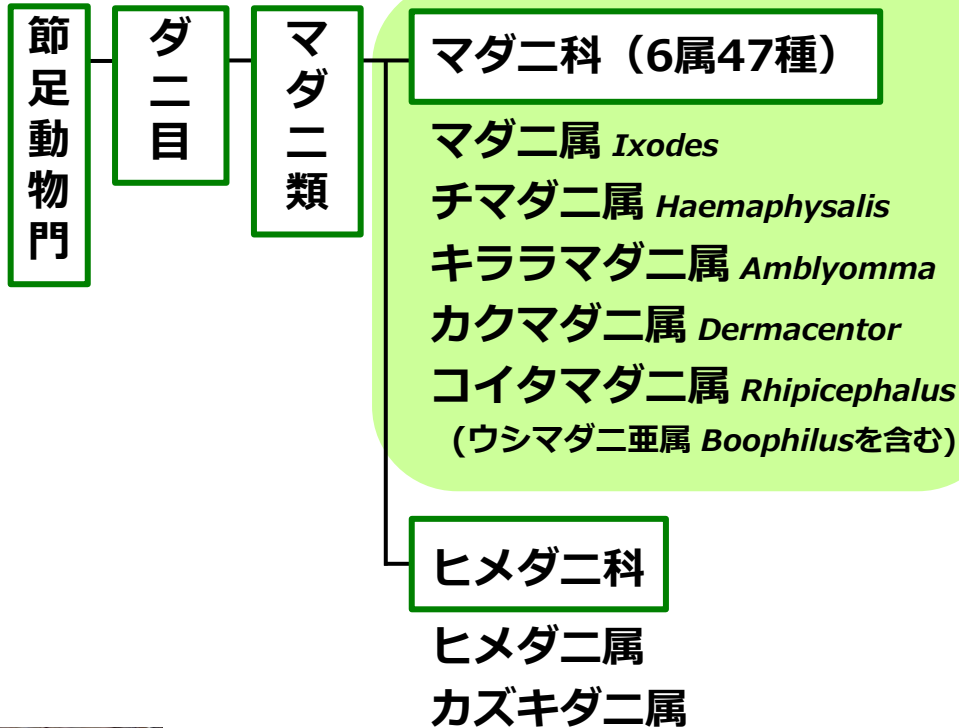 節足動物門
ダニ目
マダニ類
マダニ科（6属47種）
マダニ属 Ixodes
チマダニ属 Haemaphysalis
キララマダニ属 Amblyomma
カクマダニ属 Dermacentor
コイタマダニ属 Rhipicephalus
(ウシマダニ亜属 Boophilusを含む)
ヒメダニ科
ヒメダニ属
カズキダニ属